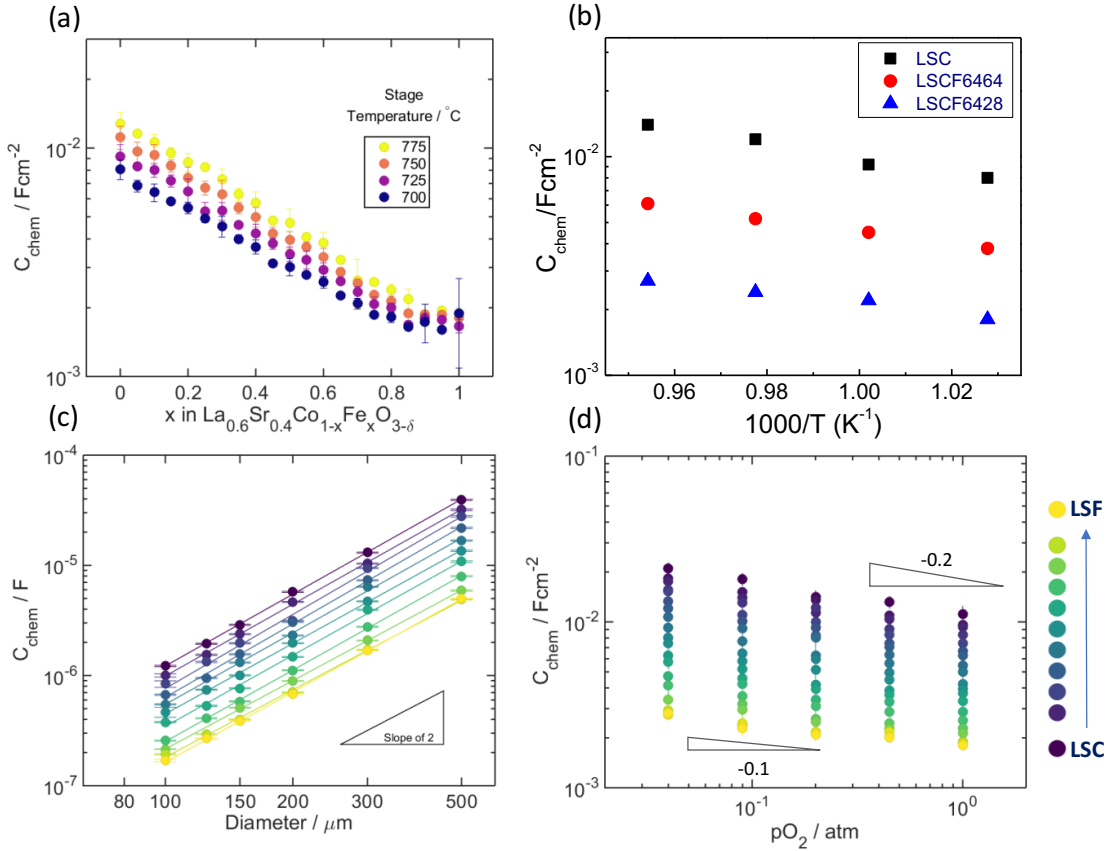 (a)
10⁻²
10⁻³
C_chem / Fcm⁻²
Stage
Temperature / °C
775
750
725
700
0 0.2 0.4 0.6 0.8 1
x in La₀.₆Sr₀.₄Co₁₋ₓFeₓO₃₋δ
(b)
LSC
LSCF6464
LSCF6428
10⁻²
10⁻³
C_chem/Fcm⁻²
0.96 0.98 1.00 1.02
1000/T (K⁻¹)
(c)
10⁻⁴
10⁻⁵
10⁻⁶
10⁻⁷
C_chem / F
Slope of 2
80 100 150 200 300 500
Diameter / μm
(d)
10⁻¹
10⁻²
10⁻³
C_chem / Fcm⁻²
-0.2
-0.1
10⁻¹ 10⁰
pO₂ / atm
LSF
LSC